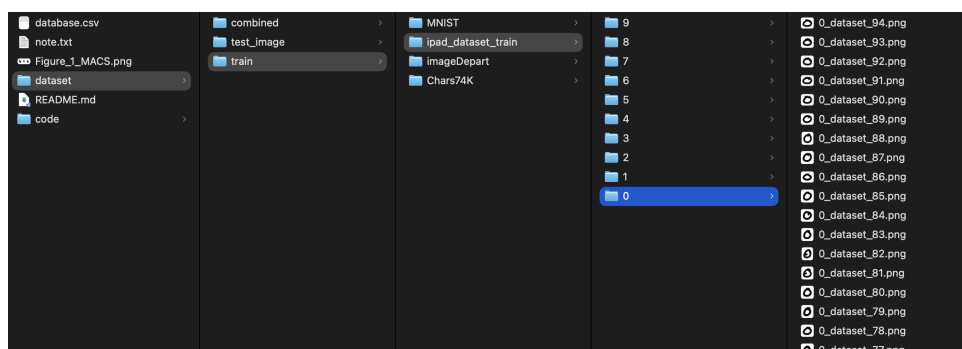 database.csv
note.txt
Figure_1_MACS.png
dataset
README.md
code
combined
test_image
train
MNIST
ipad_dataset_train
imageDepart
Chars74K
9
8
7
6
5
4
3
2
1
0
0_dataset_94.png
0_dataset_93.png
0_dataset_92.png
0_dataset_91.png
0_dataset_90.png
0_dataset_89.png
0_dataset_88.png
0_dataset_87.png
0_dataset_86.png
0_dataset_85.png
0_dataset_84.png
0_dataset_83.png
0_dataset_82.png
0_dataset_81.png
0_dataset_80.png
0_dataset_79.png
0_dataset_78.png
0_dataset_77.png